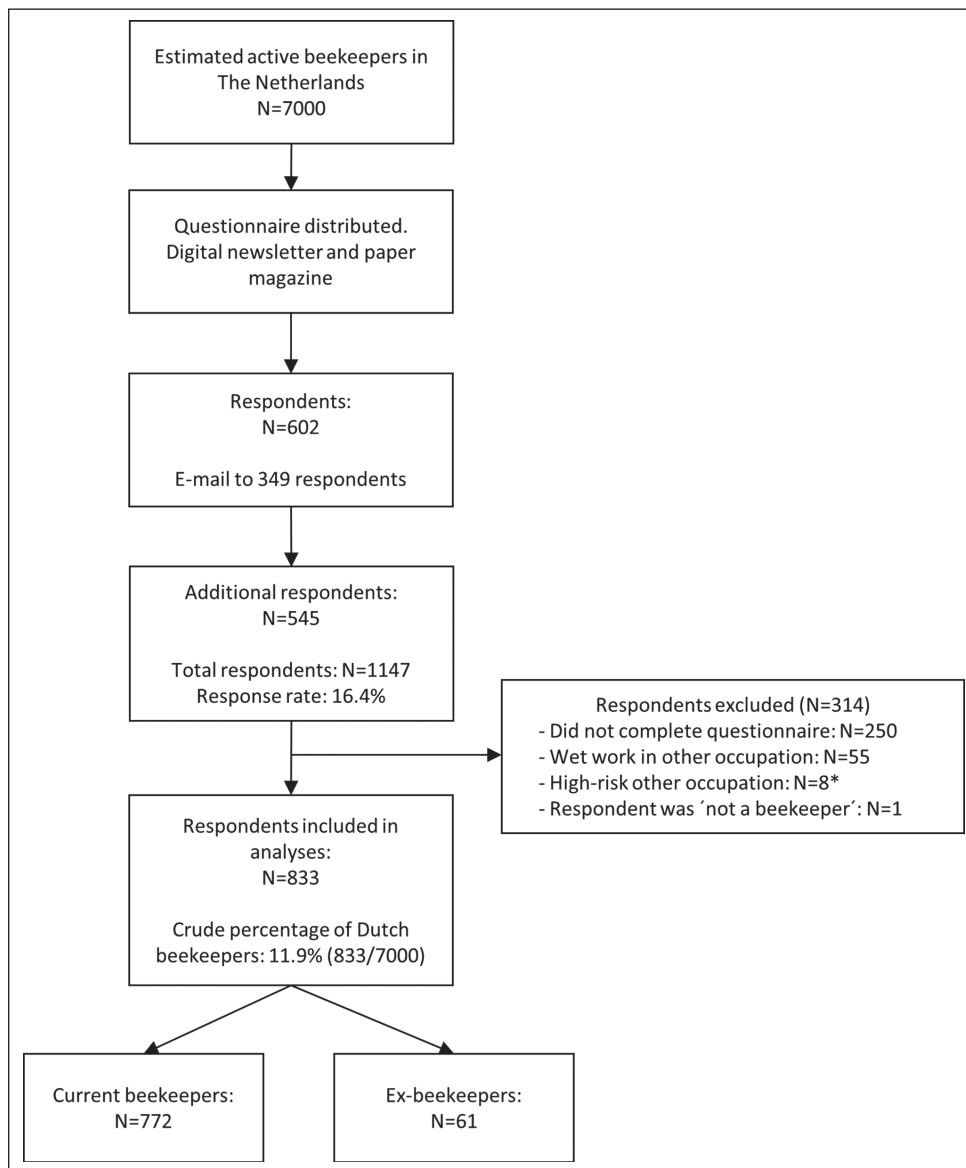 Estimated active beekeepers in
The Netherlands
N=7000
Questionnaire distributed.
Digital newsletter and paper
magazine
Respondents:
N=602
E-mail to 349 respondents
Additional respondents:
N=545
Total respondents: N=1147
Response rate: 16.4%
Respondents excluded (N=314)
- Did not complete questionnaire: N=250
- Wet work in other occupation: N=55
- High-risk other occupation: N=8*
- Respondent was ´not a beekeeper´: N=1
Respondents included in
analyses:
N=833
Crude percentage of Dutch
beekeepers: 11.9% (833/7000)
Current beekeepers:
N=772
Ex-beekeepers:
N=61